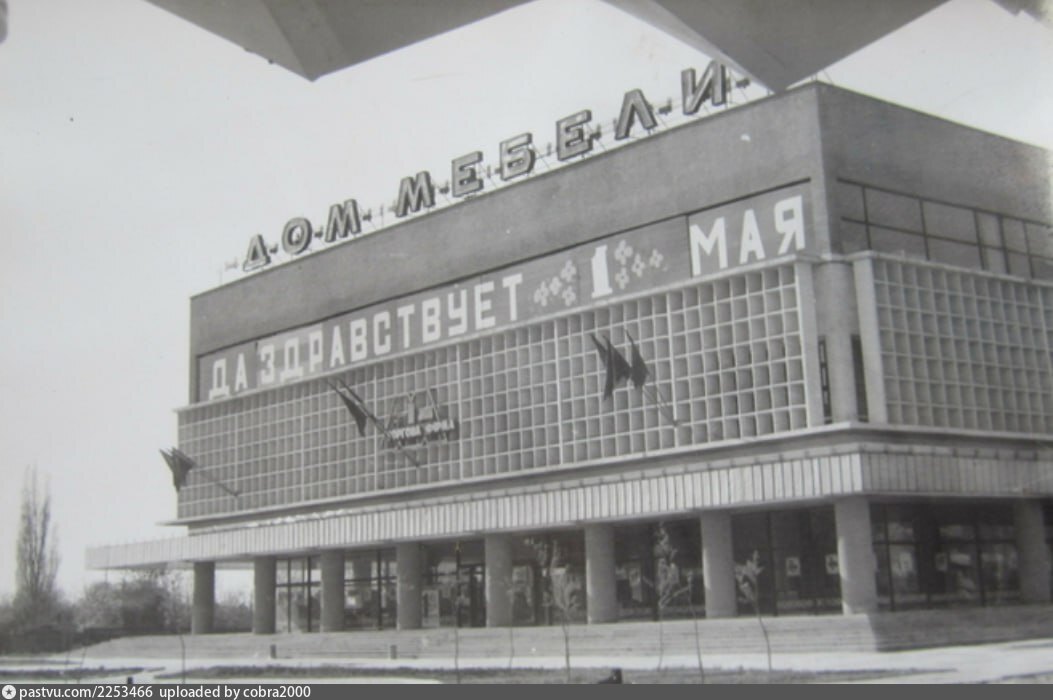 ДОМ МЕБЕЛИ
ДА ЗДРАВСТВУЕТ 1 МАЯ
pastvu.com/2253466 uploaded by cobra2000